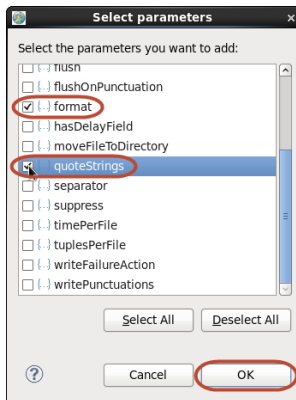 Select parameters
Select the parameters you want to add:
flush
flushOnPunctuation
format
hasDelayField
moveFileToDirectory
quoteStrings
separator
suppress
timePerFile
tuplesPerFile
writeFailureAction
writePunctuations
Select All Deselect All
Cancel OK